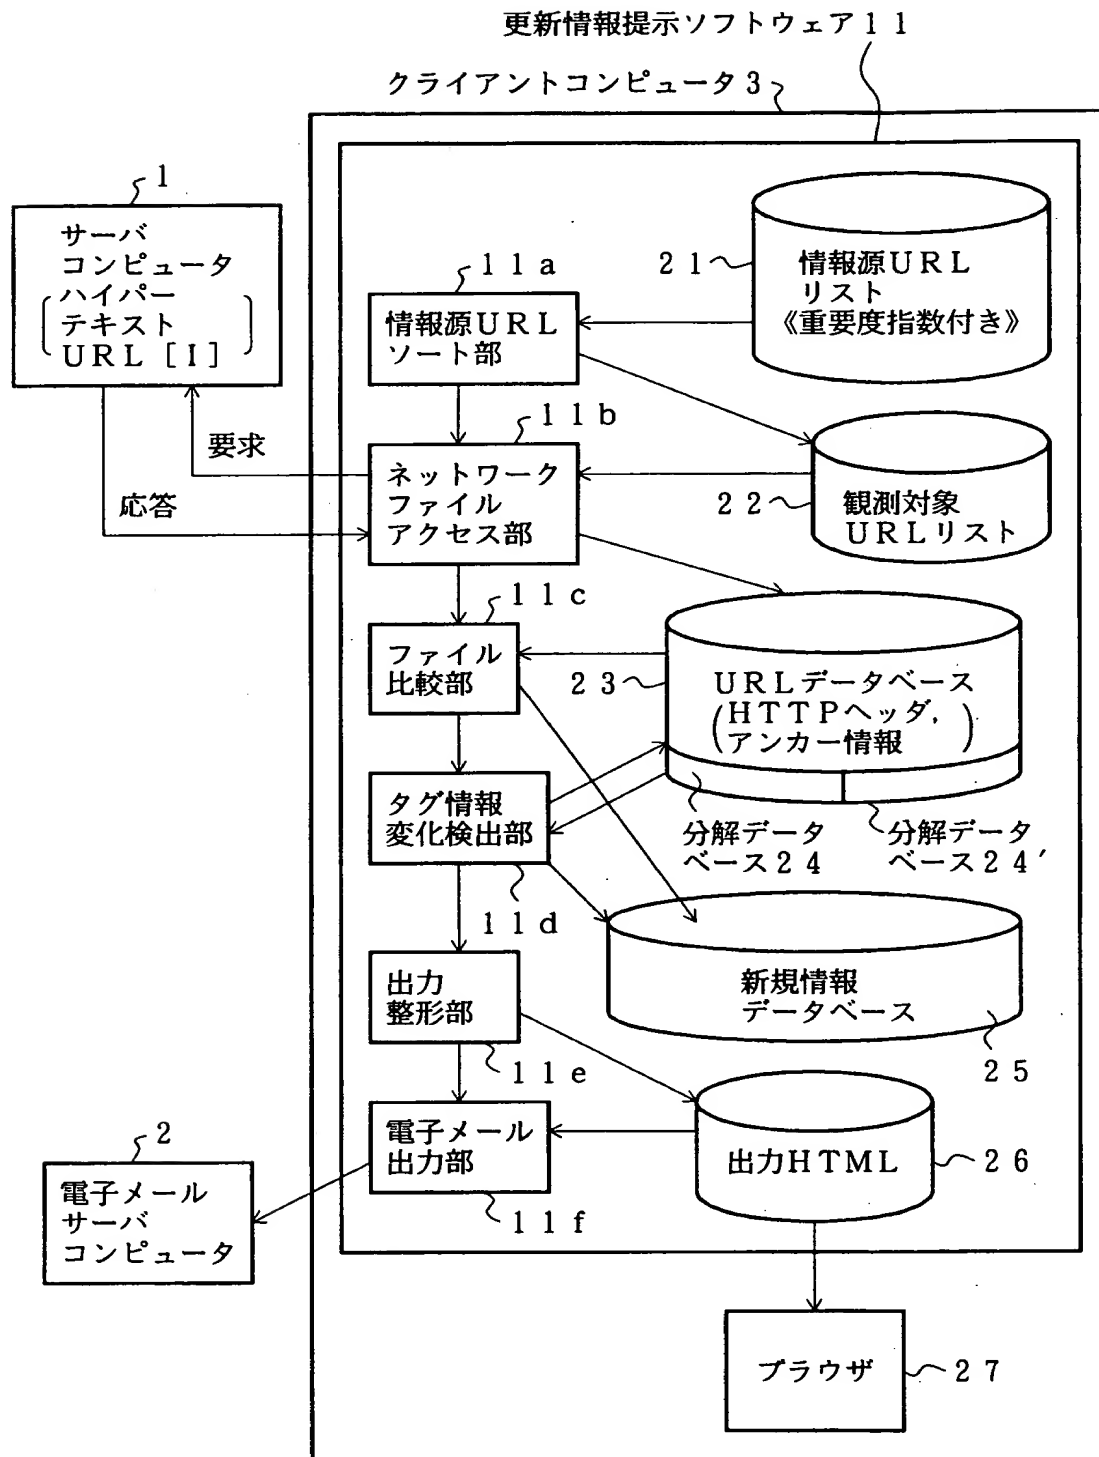 更新情報提示ソフトウェア１１
クライアントコンピュータ３
１
サーバ
コンピュータ
ハイパー
テキスト
ＵＲＬ［Ｉ］
要求
応答
１１ａ
情報源ＵＲＬ
ソート部
２１
情報源ＵＲＬ
リスト
《重要度指数付き》
１１ｂ
ネットワーク
ファイル
アクセス部
２２
観測対象
ＵＲＬリスト
１１ｃ
ファイル
比較部
２３
ＵＲＬデータベース
(ＨＴＴＰヘッダ,
アンカー情報)
タグ情報
変化検出部
１１ｄ
分解データ
ベース２４
分解データ
ベース２４′
新規情報
データベース
２５
出力
整形部
１１ｅ
電子メール
出力部
１１ｆ
出力ＨＴＭＬ
２６
２
電子メール
サーバ
コンピュータ
ブラウザ
２７